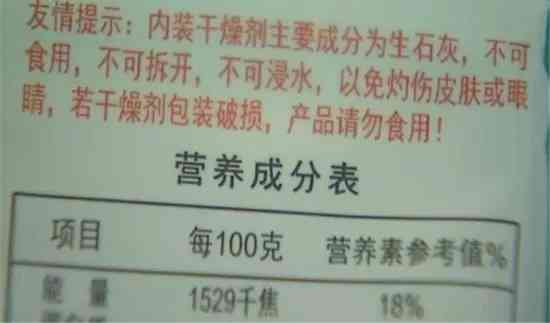 友情提示：内装干燥剂主要成分为生石灰，不可
食用，不可拆开，不可浸水，以免灼伤皮肤或眼
睛，若干燥剂包装破损，产品请勿食用！
营养成分表
项目 每100克 营养素参考值%
能量 1529千焦 18%